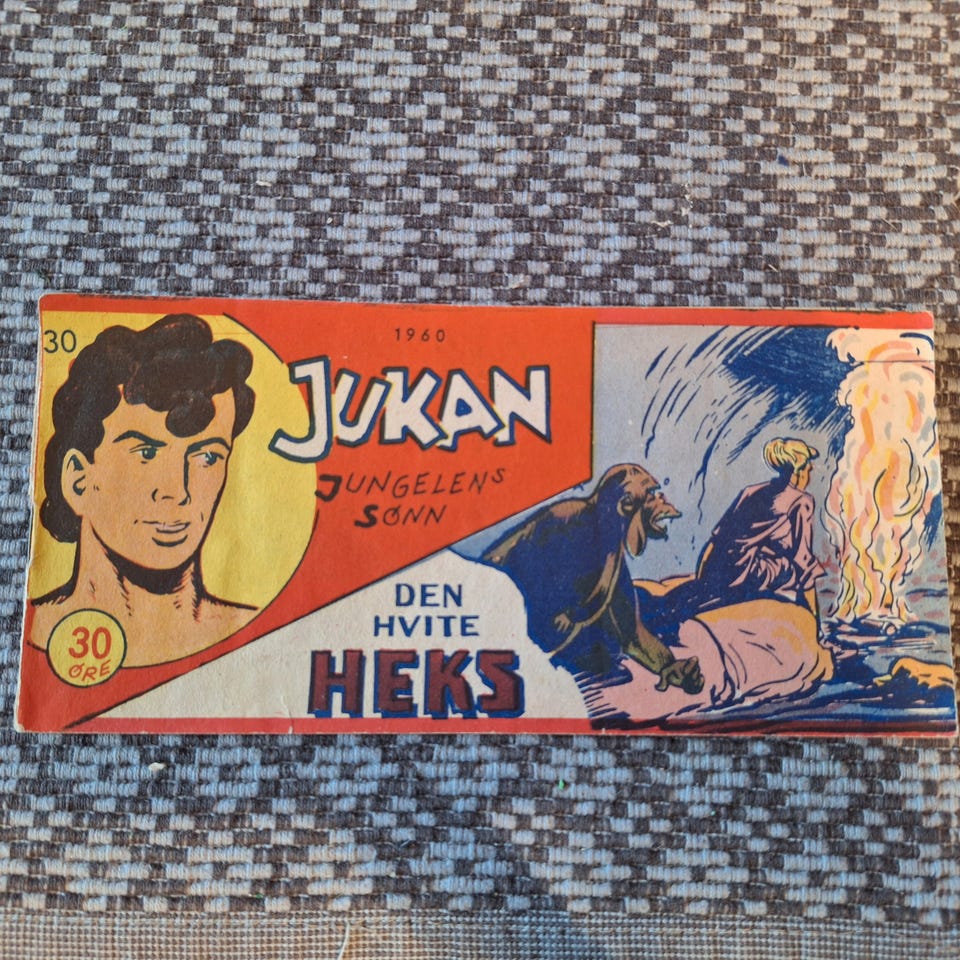 30
1960
JUKAN
JUNGELENS
SØNN
DEN
HVITE
HEKS
30
ØRE